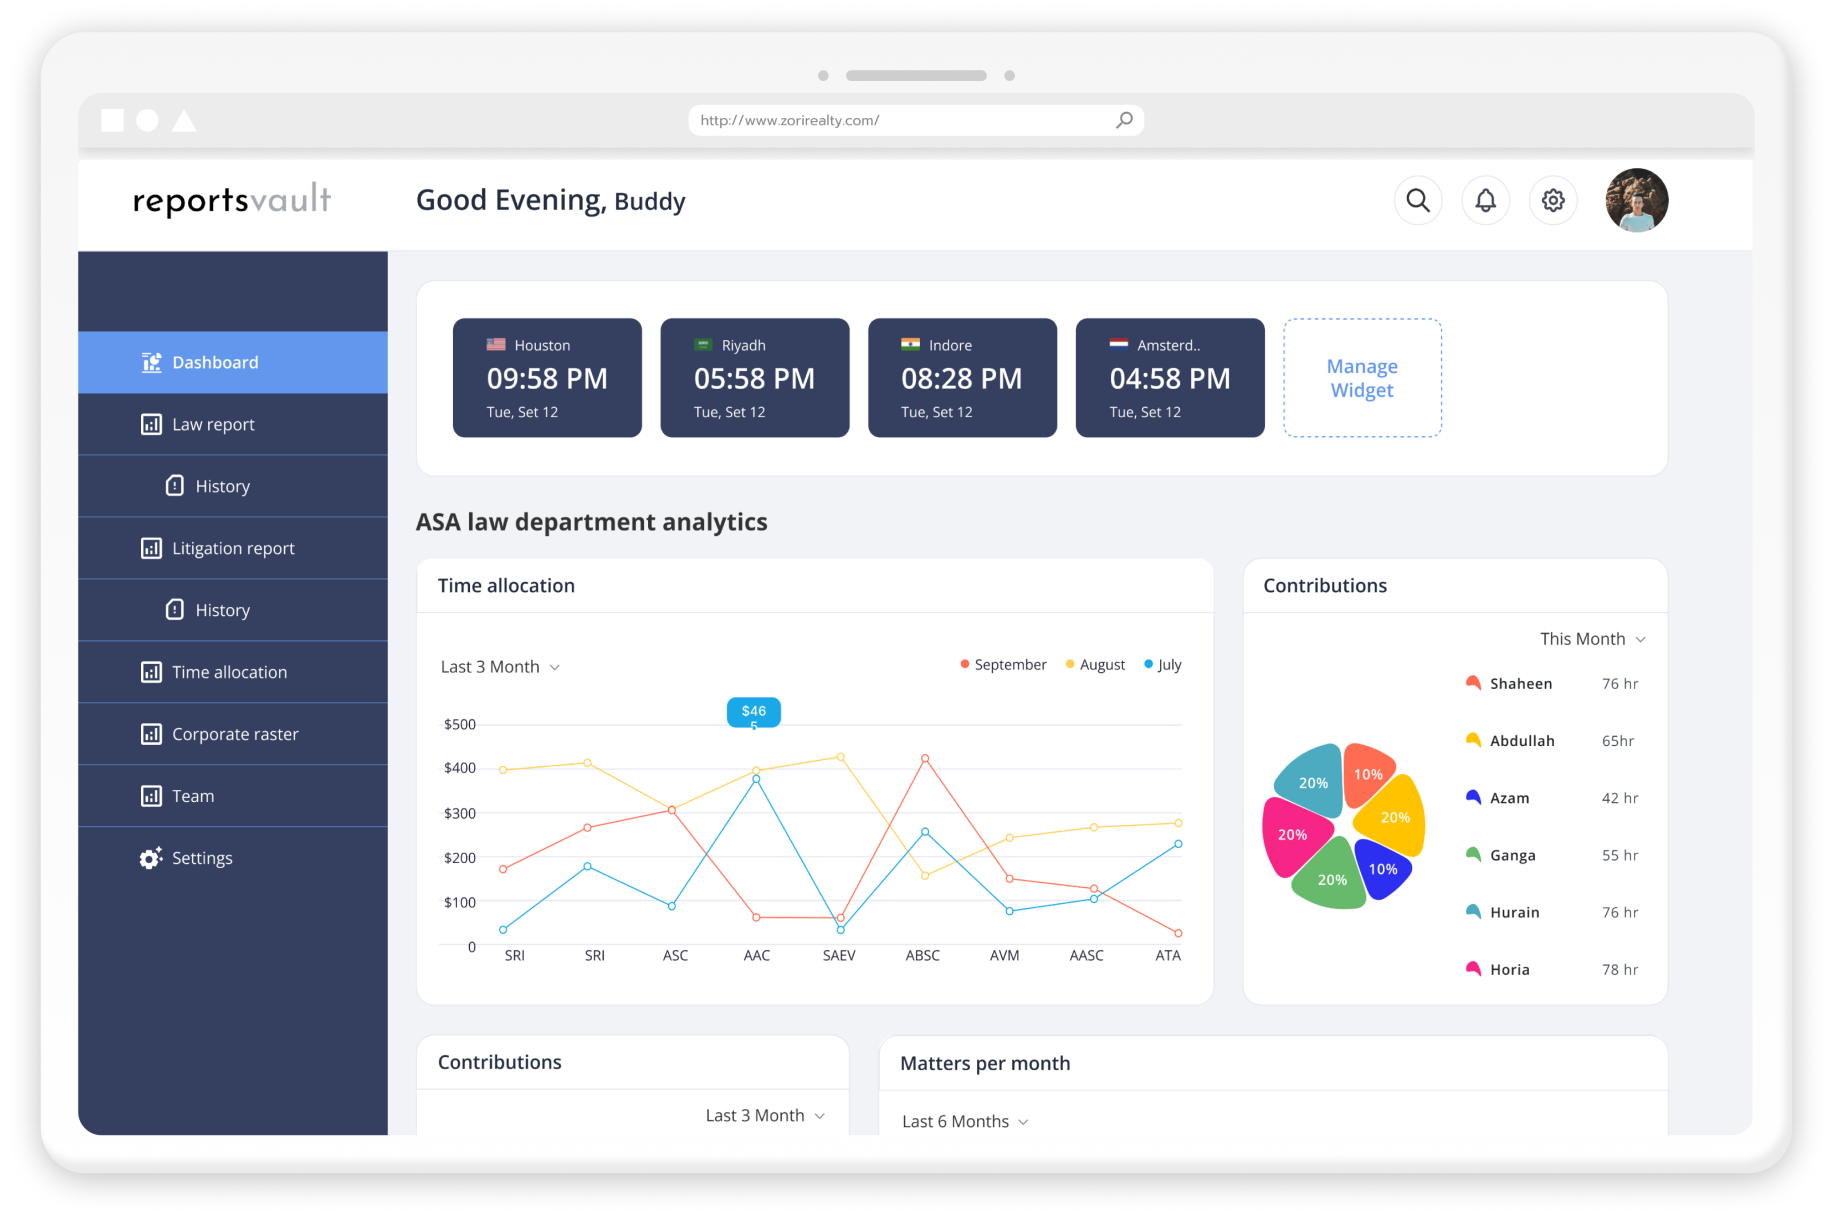 http://www.zorirealty.com/
reportsvault
Good Evening, Buddy
Houston
09:58 PM
Tue, Set 12
Riyadh
05:58 PM
Tue, Set 12
Indore
08:28 PM
Tue, Set 12
Amsterd..
04:58 PM
Tue, Set 12
Manage
Widget
Dashboard
Law report
History
Litigation report
History
Time allocation
Corporate raster
Team
Settings
ASA law department analytics
Time allocation
Last 3 Month
September
August
July
$46
5
$500
$400
$300
$200
$100
0
SRI
SRI
ASC
AAC
SAEV
ABSC
AVM
AASC
ATA
Contributions
This Month
10%
20%
10%
20%
20%
20%
Shaheen 76 hr
Abdullah 65hr
Azam 42 hr
Ganga 55 hr
Hurain 76 hr
Horia 78 hr
Contributions
Last 3 Month
Matters per month
Last 6 Months